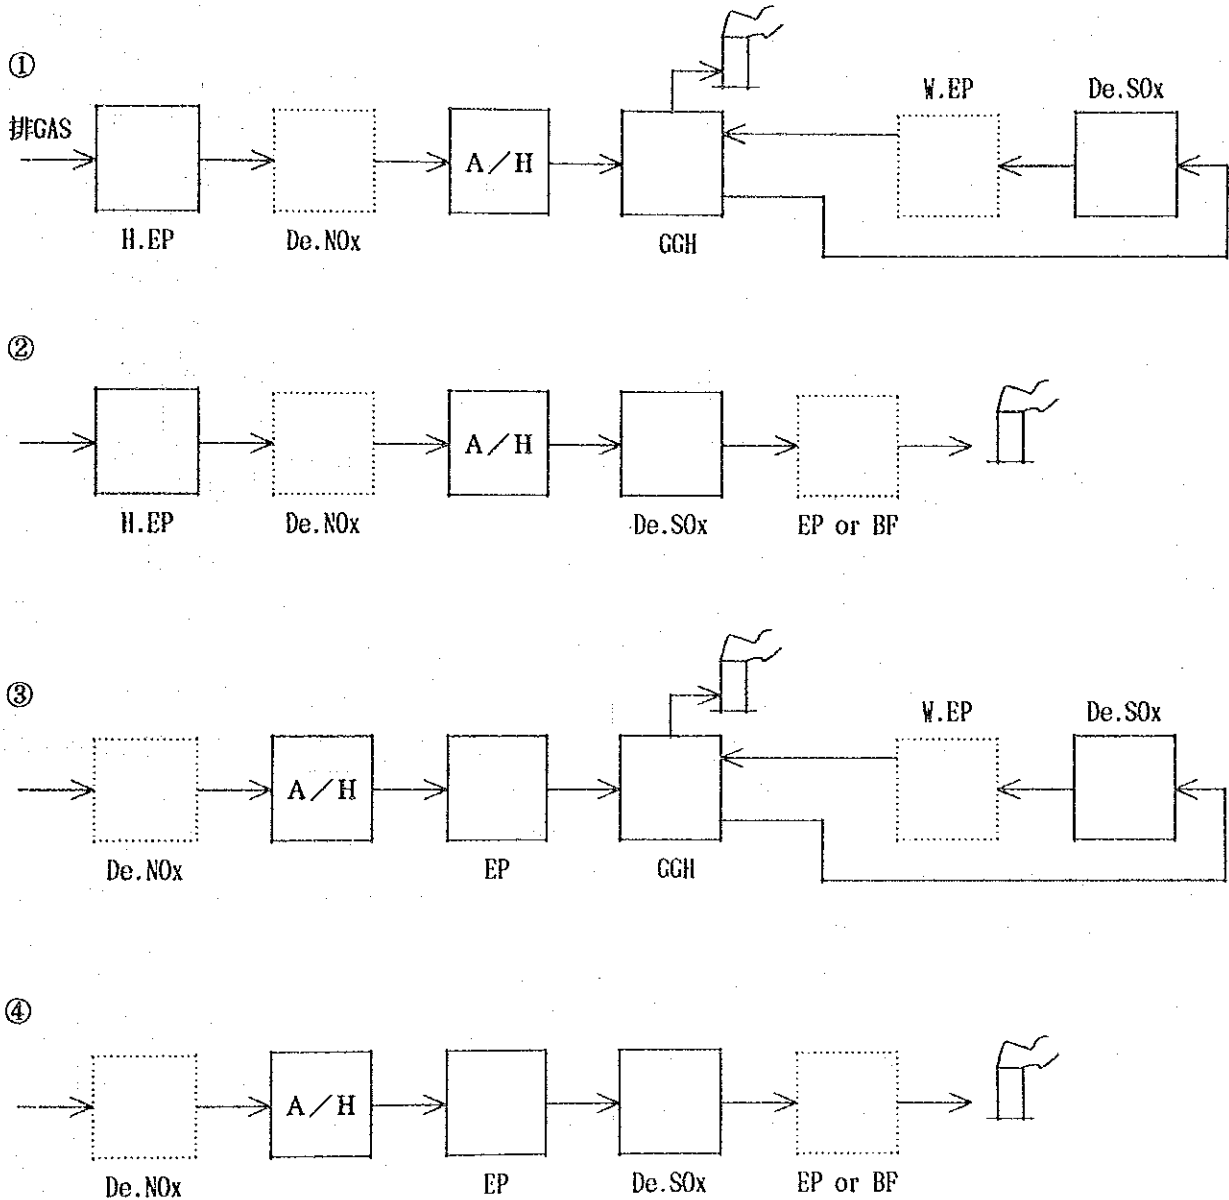 ①
排GAS
W.EP
De.SOx
A/H
H.EP
De.NOx
GGH
②
A/H
H.EP
De.NOx
De.SOx
EP or BF
③
W.EP
De.SOx
A/H
De.NOx
EP
GGH
④
A/H
De.NOx
EP
De.SOx
EP or BF